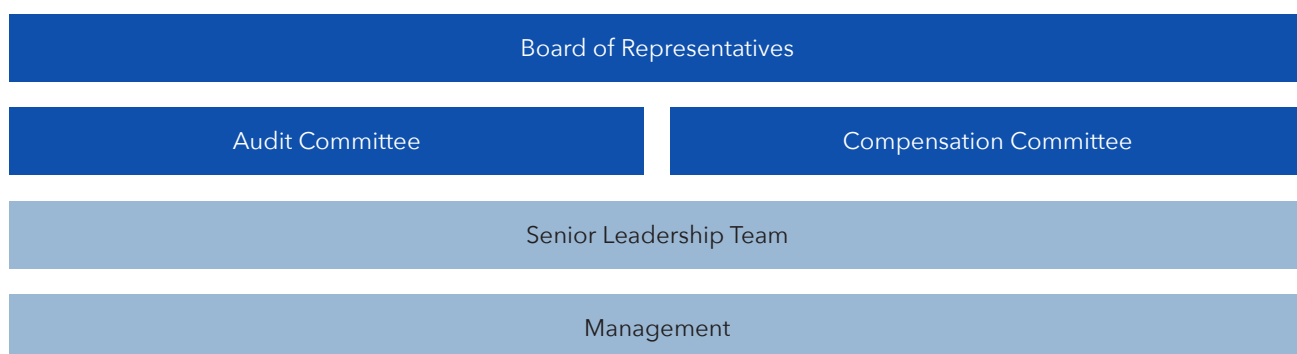 Board of Representatives
Audit Committee
Compensation Committee
Senior Leadership Team
Management